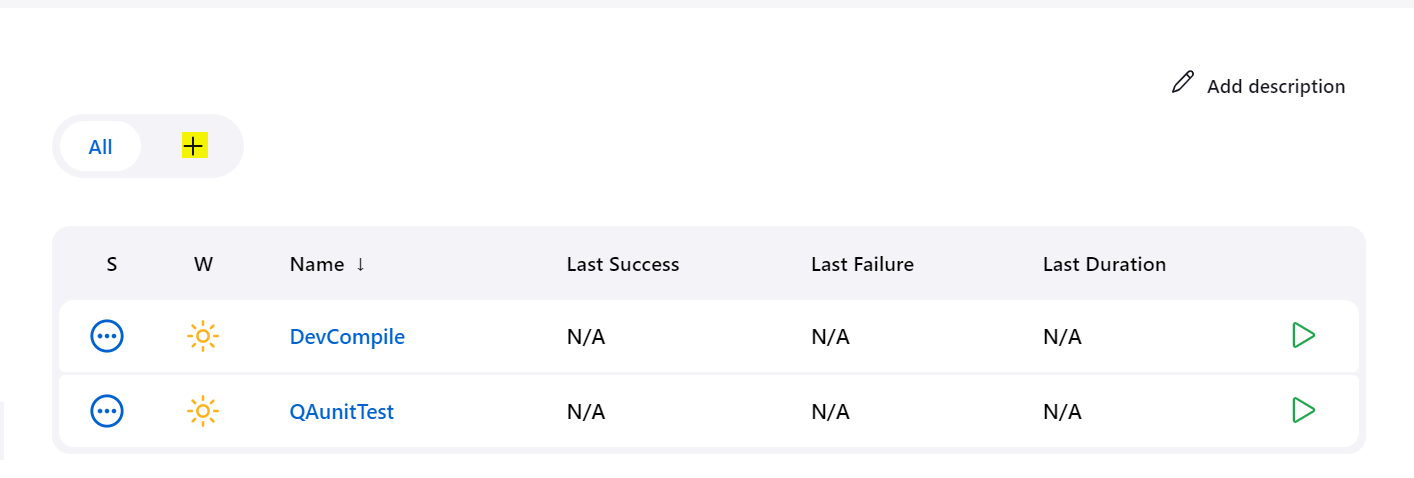 Add description
All +
S W Name ↓ Last Success Last Failure Last Duration
DevCompile N/A N/A N/A
QAunitTest N/A N/A N/A